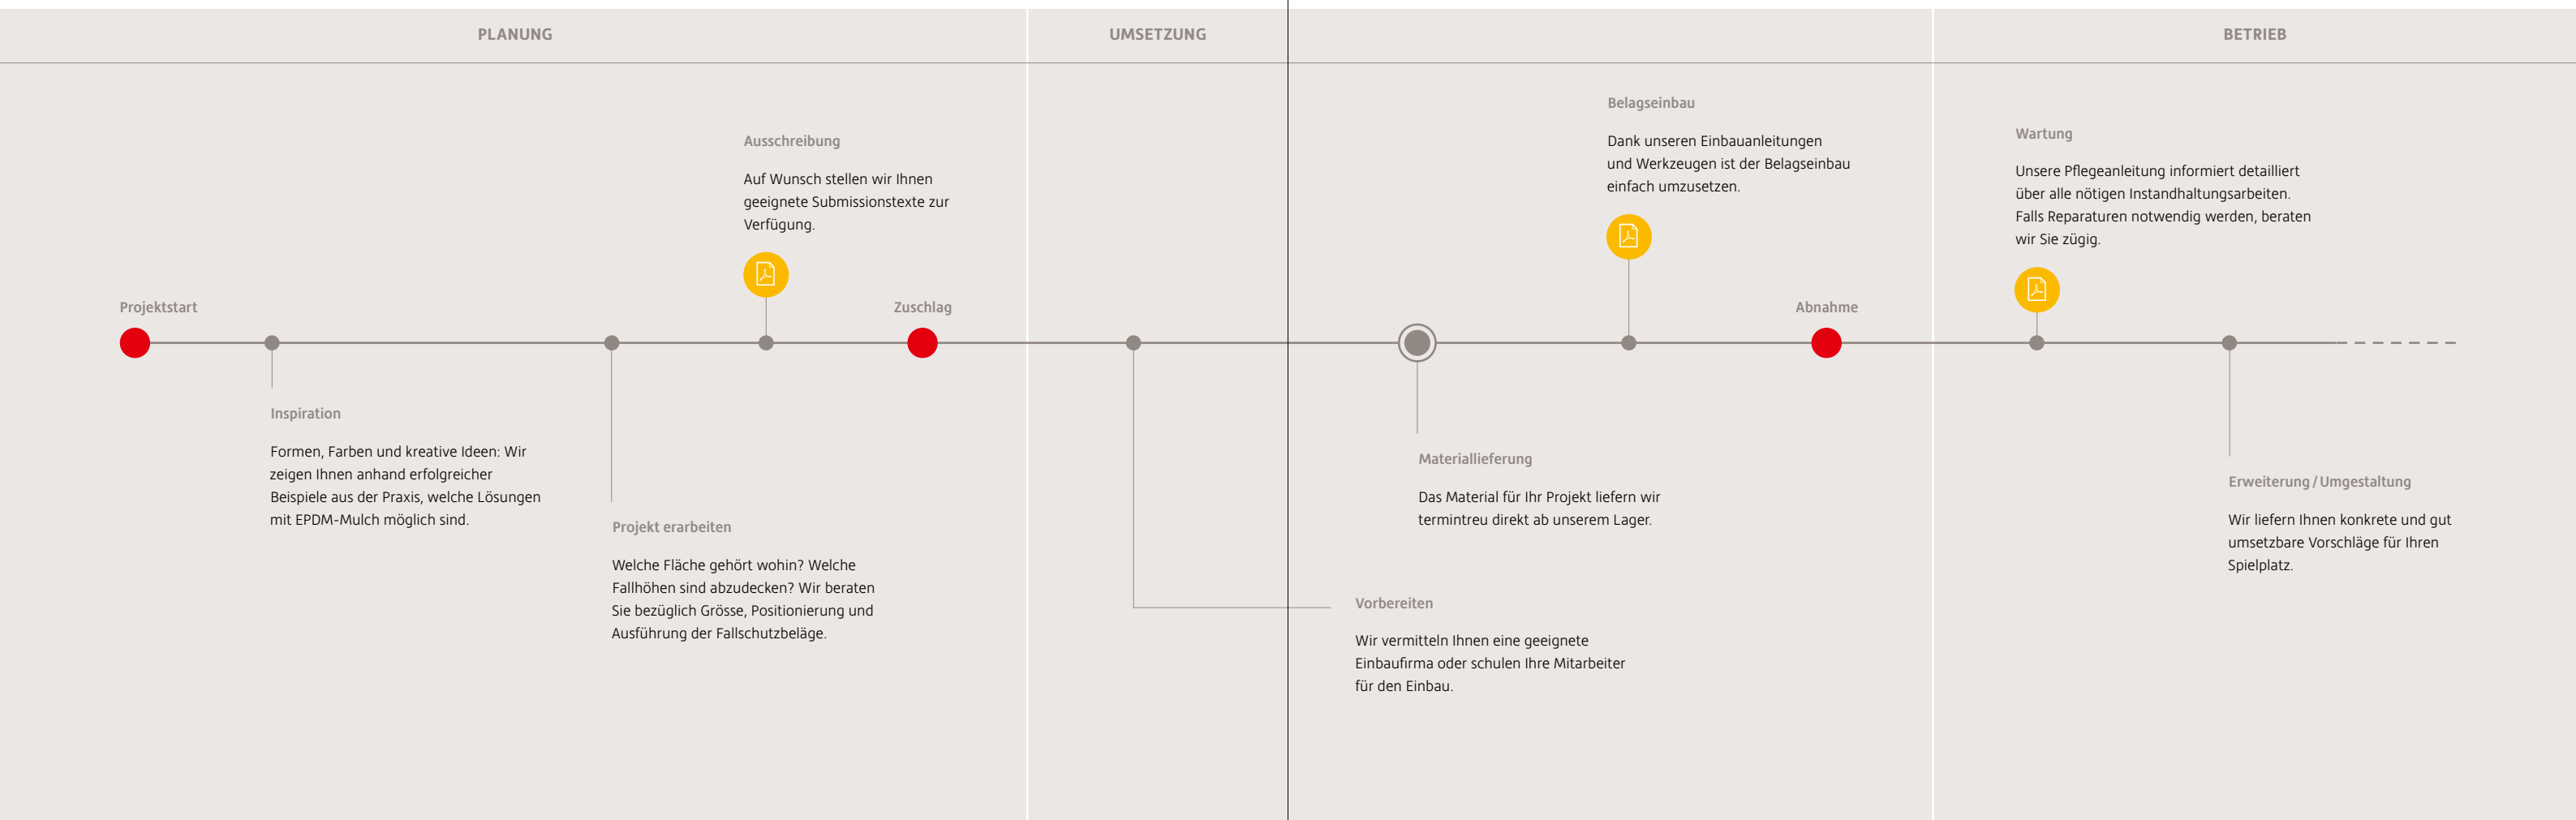 PLANUNG
UMSETZUNG
BETRIEB
Projektstart
Inspiration
Formen, Farben und kreative Ideen: Wir
zeigen Ihnen anhand erfolgreicher
Beispiele aus der Praxis, welche Lösungen
mit EPDM-Mulch möglich sind.
Projekt erarbeiten
Welche Fläche gehört wohin? Welche
Fallhöhen sind abzudecken? Wir beraten
Sie bezüglich Grösse, Positionierung und
Ausführung der Fallschutzbeläge.
Ausschreibung
Auf Wunsch stellen wir Ihnen
geeignete Submissionstexte zur
Verfügung.
Zuschlag
Vorbereiten
Wir vermitteln Ihnen eine geeignete
Einbaufirma oder schulen Ihre Mitarbeiter
für den Einbau.
Materiallieferung
Das Material für Ihr Projekt liefern wir
termintreu direkt ab unserem Lager.
Belagseinbau
Dank unseren Einbauanleitungen
und Werkzeugen ist der Belagseinbau
einfach umzusetzen.
Abnahme
Wartung
Unsere Pflegeanleitung informiert detailliert
über alle nötigen Instandhaltungsarbeiten.
Falls Reparaturen notwendig werden, beraten
wir Sie zügig.
Erweiterung / Umgestaltung
Wir liefern Ihnen konkrete und gut
umsetzbare Vorschläge für Ihren
Spielplatz.